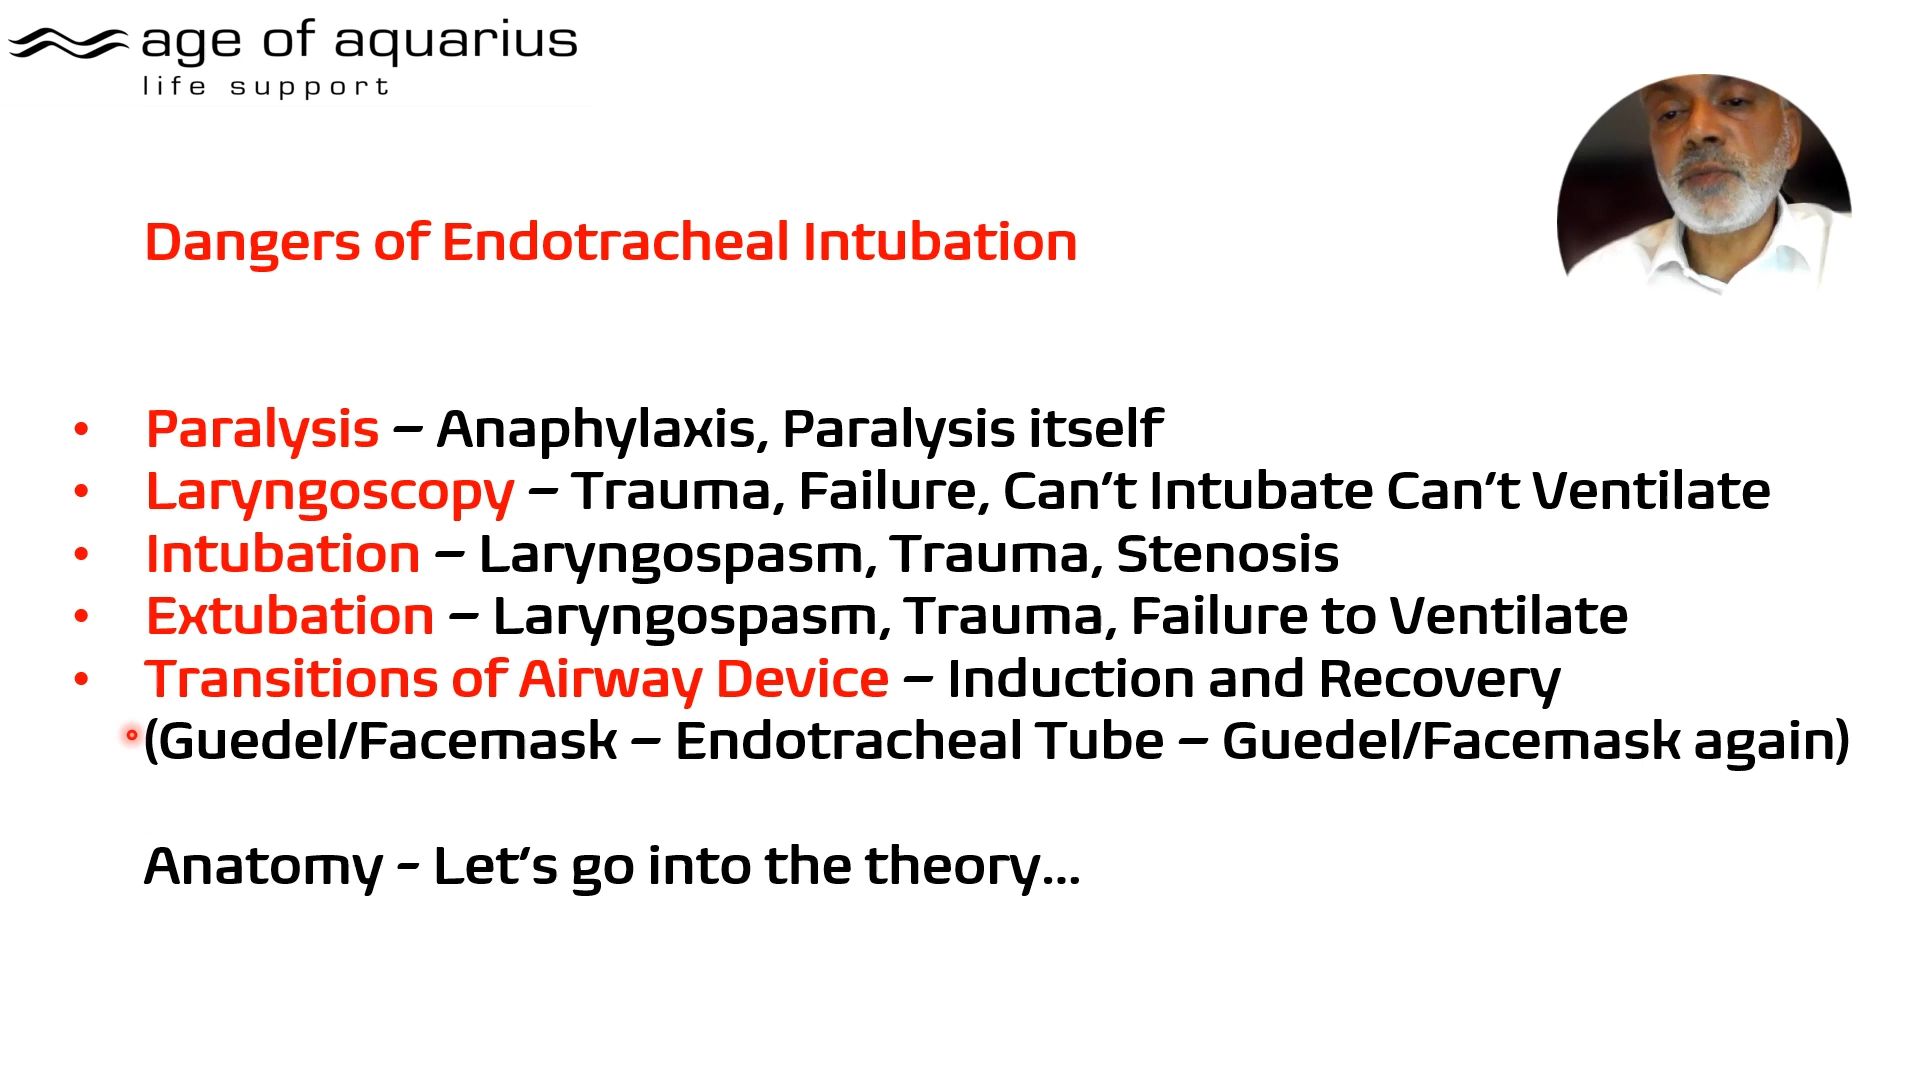 age of aquarius
life support
Dangers of Endotracheal Intubation
• Paralysis – Anaphylaxis, Paralysis itself
• Laryngoscopy – Trauma, Failure, Can’t Intubate Can’t Ventilate
• Intubation – Laryngospasm, Trauma, Stenosis
• Extubation – Laryngospasm, Trauma, Failure to Ventilate
• Transitions of Airway Device – Induction and Recovery
(Guedel/Facemask – Endotracheal Tube – Guedel/Facemask again)
Anatomy - Let’s go into the theory...